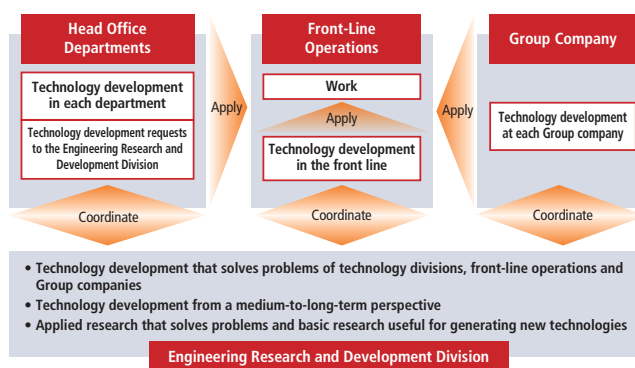 Head Office
Departments
Technology development
in each department
Technology development requests
to the Engineering Research and
Development Division
Apply
Front-Line
Operations
Work
Apply
Technology development
in the front line
Apply
Group Company
Technology development
at each Group company
Coordinate
Coordinate
Coordinate
• Technology development that solves problems of technology divisions, front-line operations and
Group companies
• Technology development from a medium-to-long-term perspective
• Applied research that solves problems and basic research useful for generating new technologies
Engineering Research and Development Division